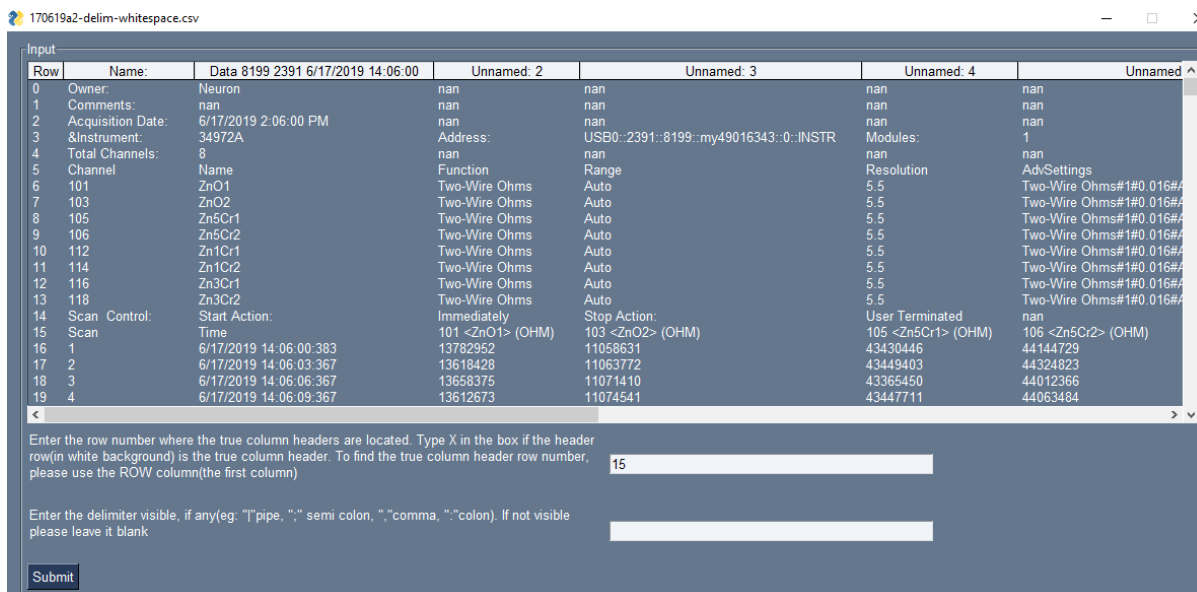 170619a2-delim-whitespace.csv
Input
Row Name: Data 8199 2391 6/17/2019 14:06:00 Unnamed: 2 Unnamed: 3 Unnamed: 4 Unnamed
0 Owner: Neuron nan nan nan nan
1 Comments: nan nan nan nan nan
2 Acquisition Date: 6/17/2019 2:06:00 PM nan nan nan nan
3 &Instrument: 34972A Address: USB0::2391::8199::my49016343::0::INSTR Modules: 1
4 Total Channels: 8 nan nan nan nan
5 Channel Name Function Range Resolution AdvSettings
6 101 ZnO1 Two-Wire Ohms Auto 5.5 Two-Wire Ohms#1#0.016#A
7 103 ZnO2 Two-Wire Ohms Auto 5.5 Two-Wire Ohms#1#0.016#A
8 105 Zn5Cr1 Two-Wire Ohms Auto 5.5 Two-Wire Ohms#1#0.016#A
9 106 Zn5Cr2 Two-Wire Ohms Auto 5.5 Two-Wire Ohms#1#0.016#A
10 112 Zn1Cr1 Two-Wire Ohms Auto 5.5 Two-Wire Ohms#1#0.016#A
11 114 Zn1Cr2 Two-Wire Ohms Auto 5.5 Two-Wire Ohms#1#0.016#A
12 116 Zn3Cr1 Two-Wire Ohms Auto 5.5 Two-Wire Ohms#1#0.016#A
13 118 Zn3Cr2 Two-Wire Ohms Auto 5.5 Two-Wire Ohms#1#0.016#A
14 Scan Control: Start Action: Immediately Stop Action: User Terminated nan
15 Scan Time 101 <ZnO1> (OHM) 103 <ZnO2> (OHM) 105 <Zn5Cr1> (OHM) 106 <Zn5Cr2> (OHM)
16 1 6/17/2019 14:06:00:383 13782952 11058631 43430446 44144729
17 2 6/17/2019 14:06:03:367 13618428 11063772 43449403 44324823
18 3 6/17/2019 14:06:06:367 13658375 11071410 43365450 44012366
19 4 6/17/2019 14:06:09:367 13612673 11074541 43447711 44063484
Enter the row number where the true column headers are located. Type X in the box if the header
row(in white background) is the true column header. To find the true column header row number,
please use the ROW column(the first column)
15
Enter the delimiter visible, if any(eg: "|"pipe, ";" semi colon, ","comma, ":"colon). If not visible
please leave it blank
Submit